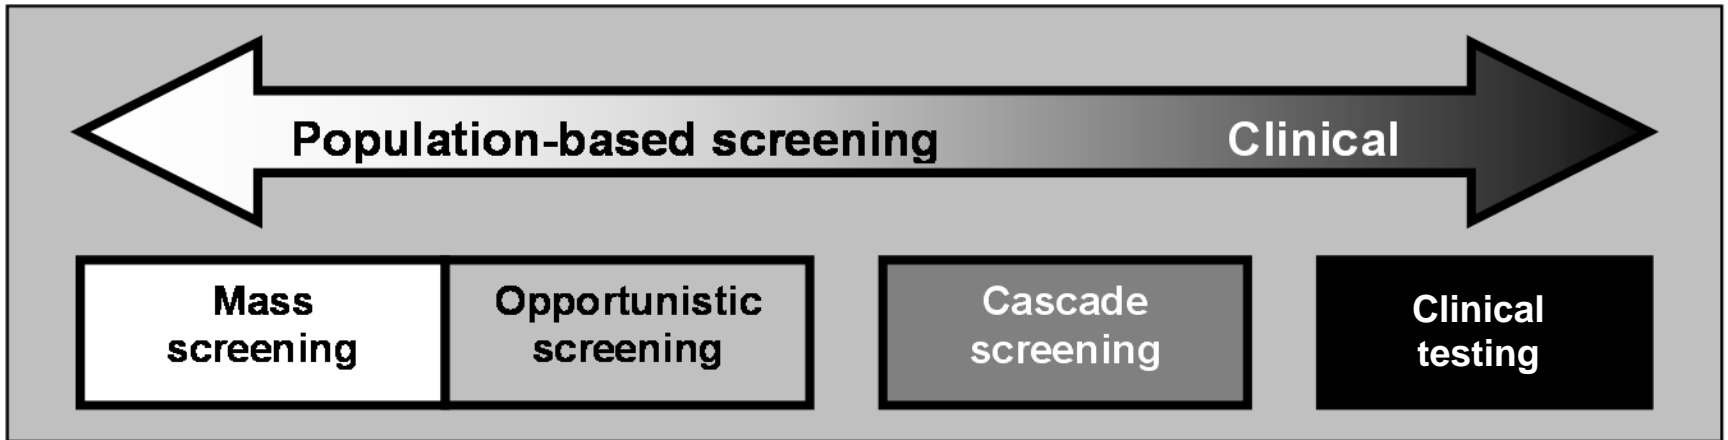 Population-based screening Clinical
Mass
screening
Opportunistic
screening
Cascade
screening
Clinical
testing